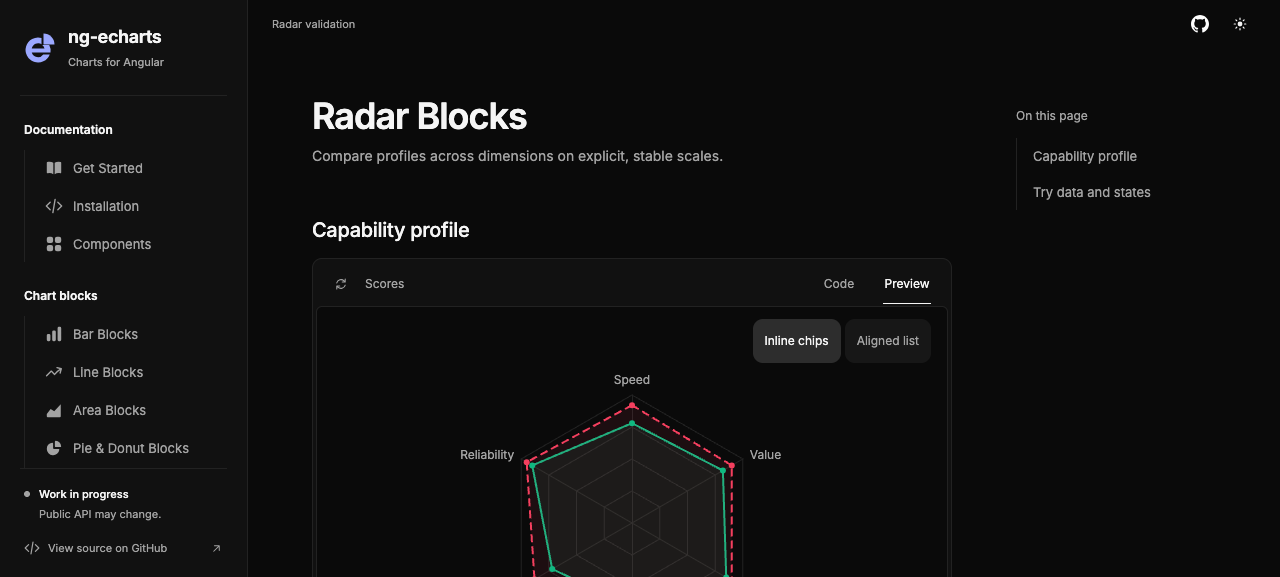 ng-echarts
Charts for Angular
Documentation
Get Started
Installation
Components
Chart blocks
Bar Blocks
Line Blocks
Area Blocks
Pie & Donut Blocks
Work in progress
Public API may change.
View source on GitHub
Radar validation
Radar Blocks
Compare profiles across dimensions on explicit, stable scales.
Capability profile
Scores
Code
Preview
Inline chips
Aligned list
Speed
Reliability
Value
On this page
Capability profile
Try data and states